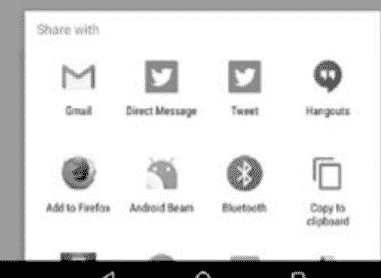 Share with
Gmail Direct Message Tweet Hangouts
Add to Firefox Android Beam Bluetooth Copy to
clipboard